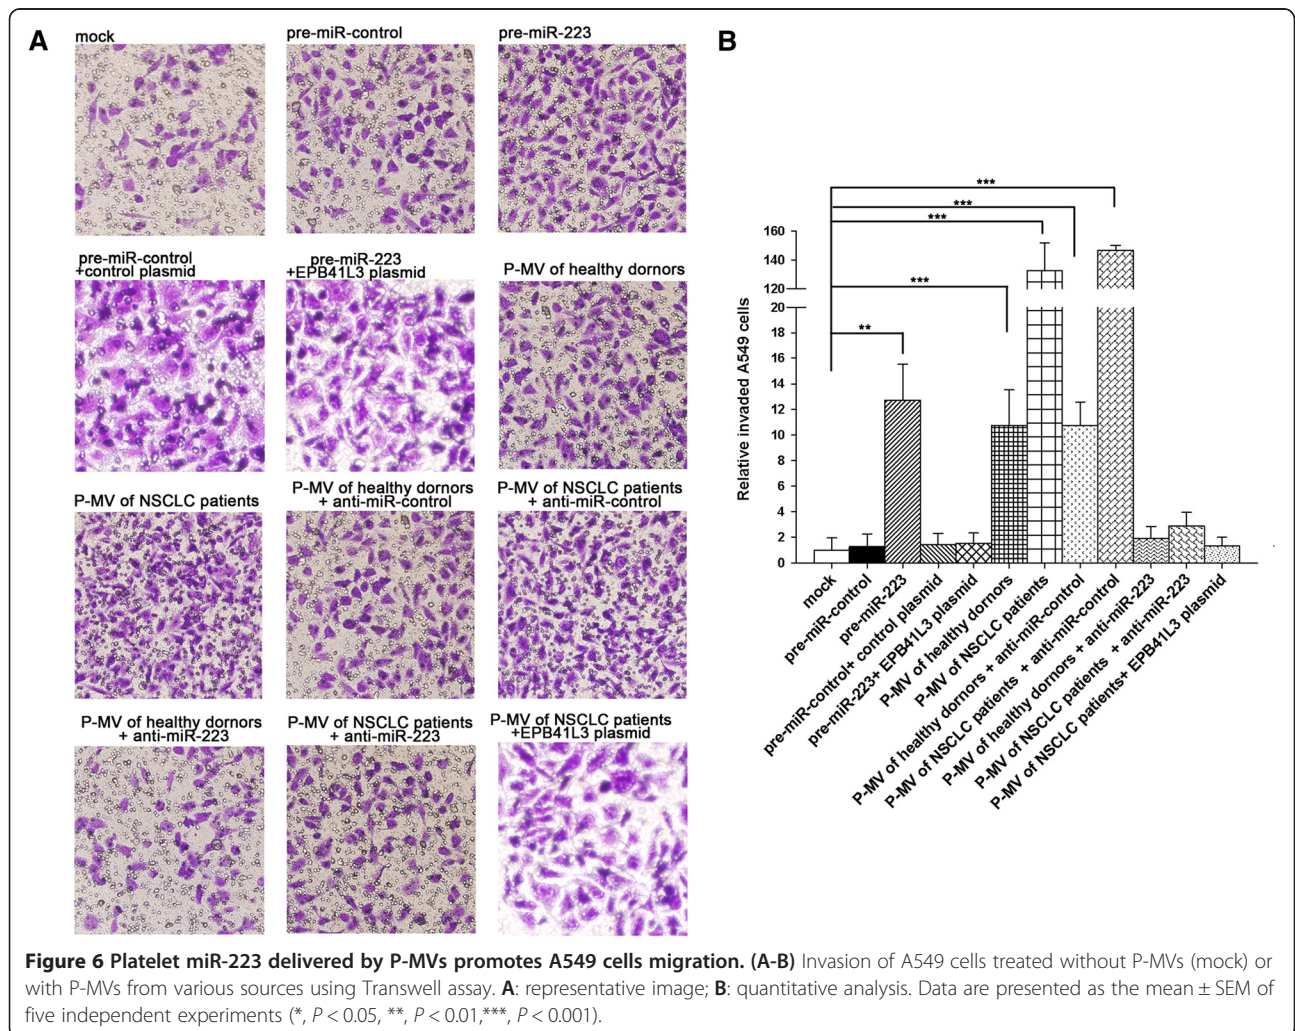 A
mock
pre-miR-control
pre-miR-223
pre-miR-control
+control plasmid
pre-miR-223
+EPB41L3 plasmid
P-MV of healthy dornors
P-MV of NSCLC patients
P-MV of healthy dornors
+ anti-miR-control
P-MV of NSCLC patients
+ anti-miR-control
P-MV of healthy dornors
+ anti-miR-223
P-MV of NSCLC patients
+ anti-miR-223
P-MV of NSCLC patients
+EPB41L3 plasmid
B
Relative invaded A549 cells
160
140
120
20
18
16
14
12
10
8
6
4
2
0
***
***
***
***
**
mock
pre-miR-control
pre-miR-223
pre-miR-control+ control plasmid
pre-miR-223+ EPB41L3 plasmid
P-MV of healthy dornors
P-MV of NSCLC patients
P-MV of healthy dornors + anti-miR-control
P-MV of NSCLC patients + anti-miR-control
P-MV of healthy dornors + anti-miR-223
P-MV of NSCLC patients + anti-miR-223
P-MV of NSCLC patients+ EPB41L3 plasmid
Figure 6 Platelet miR-223 delivered by P-MVs promotes A549 cells migration. (A-B) Invasion of A549 cells treated without P-MVs (mock) or
with P-MVs from various sources using Transwell assay. A: representative image; B: quantitative analysis. Data are presented as the mean ± SEM of
five independent experiments (*, P < 0.05, **, P < 0.01,***, P < 0.001).